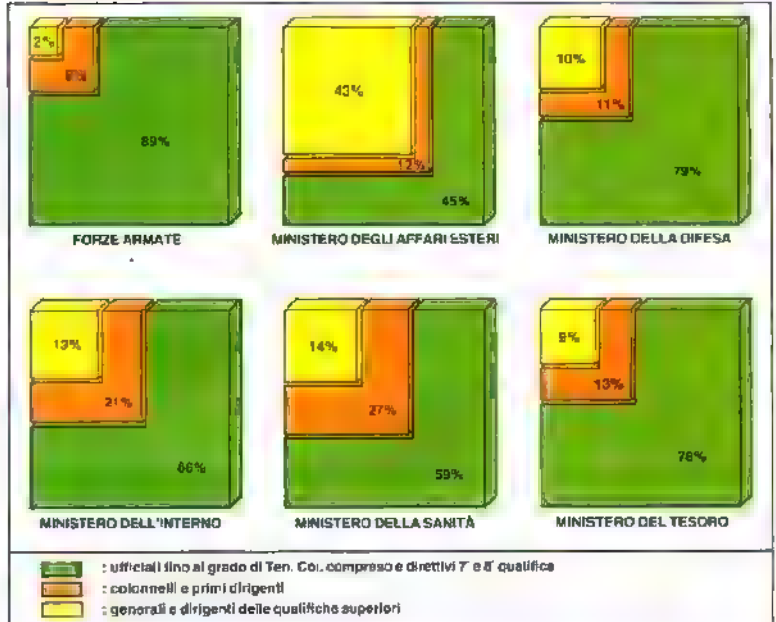 2%
9%
89%
FORZE ARMATE
43%
12%
45%
MINISTERO DEGLI AFFARI ESTERI
10%
11%
79%
MINISTERO DELLA DIFESA
13%
21%
66%
MINISTERO DELL'INTERNO
14%
27%
59%
MINISTERO DELLA SANITÀ
9%
13%
78%
MINISTERO DEL TESORO
: ufficiali fino al grado di Ten. Col. compreso e direttivi 7ª e 8ª qualifica
: colonnelli e primi dirigenti
: generali e dirigenti delle qualifiche superiori